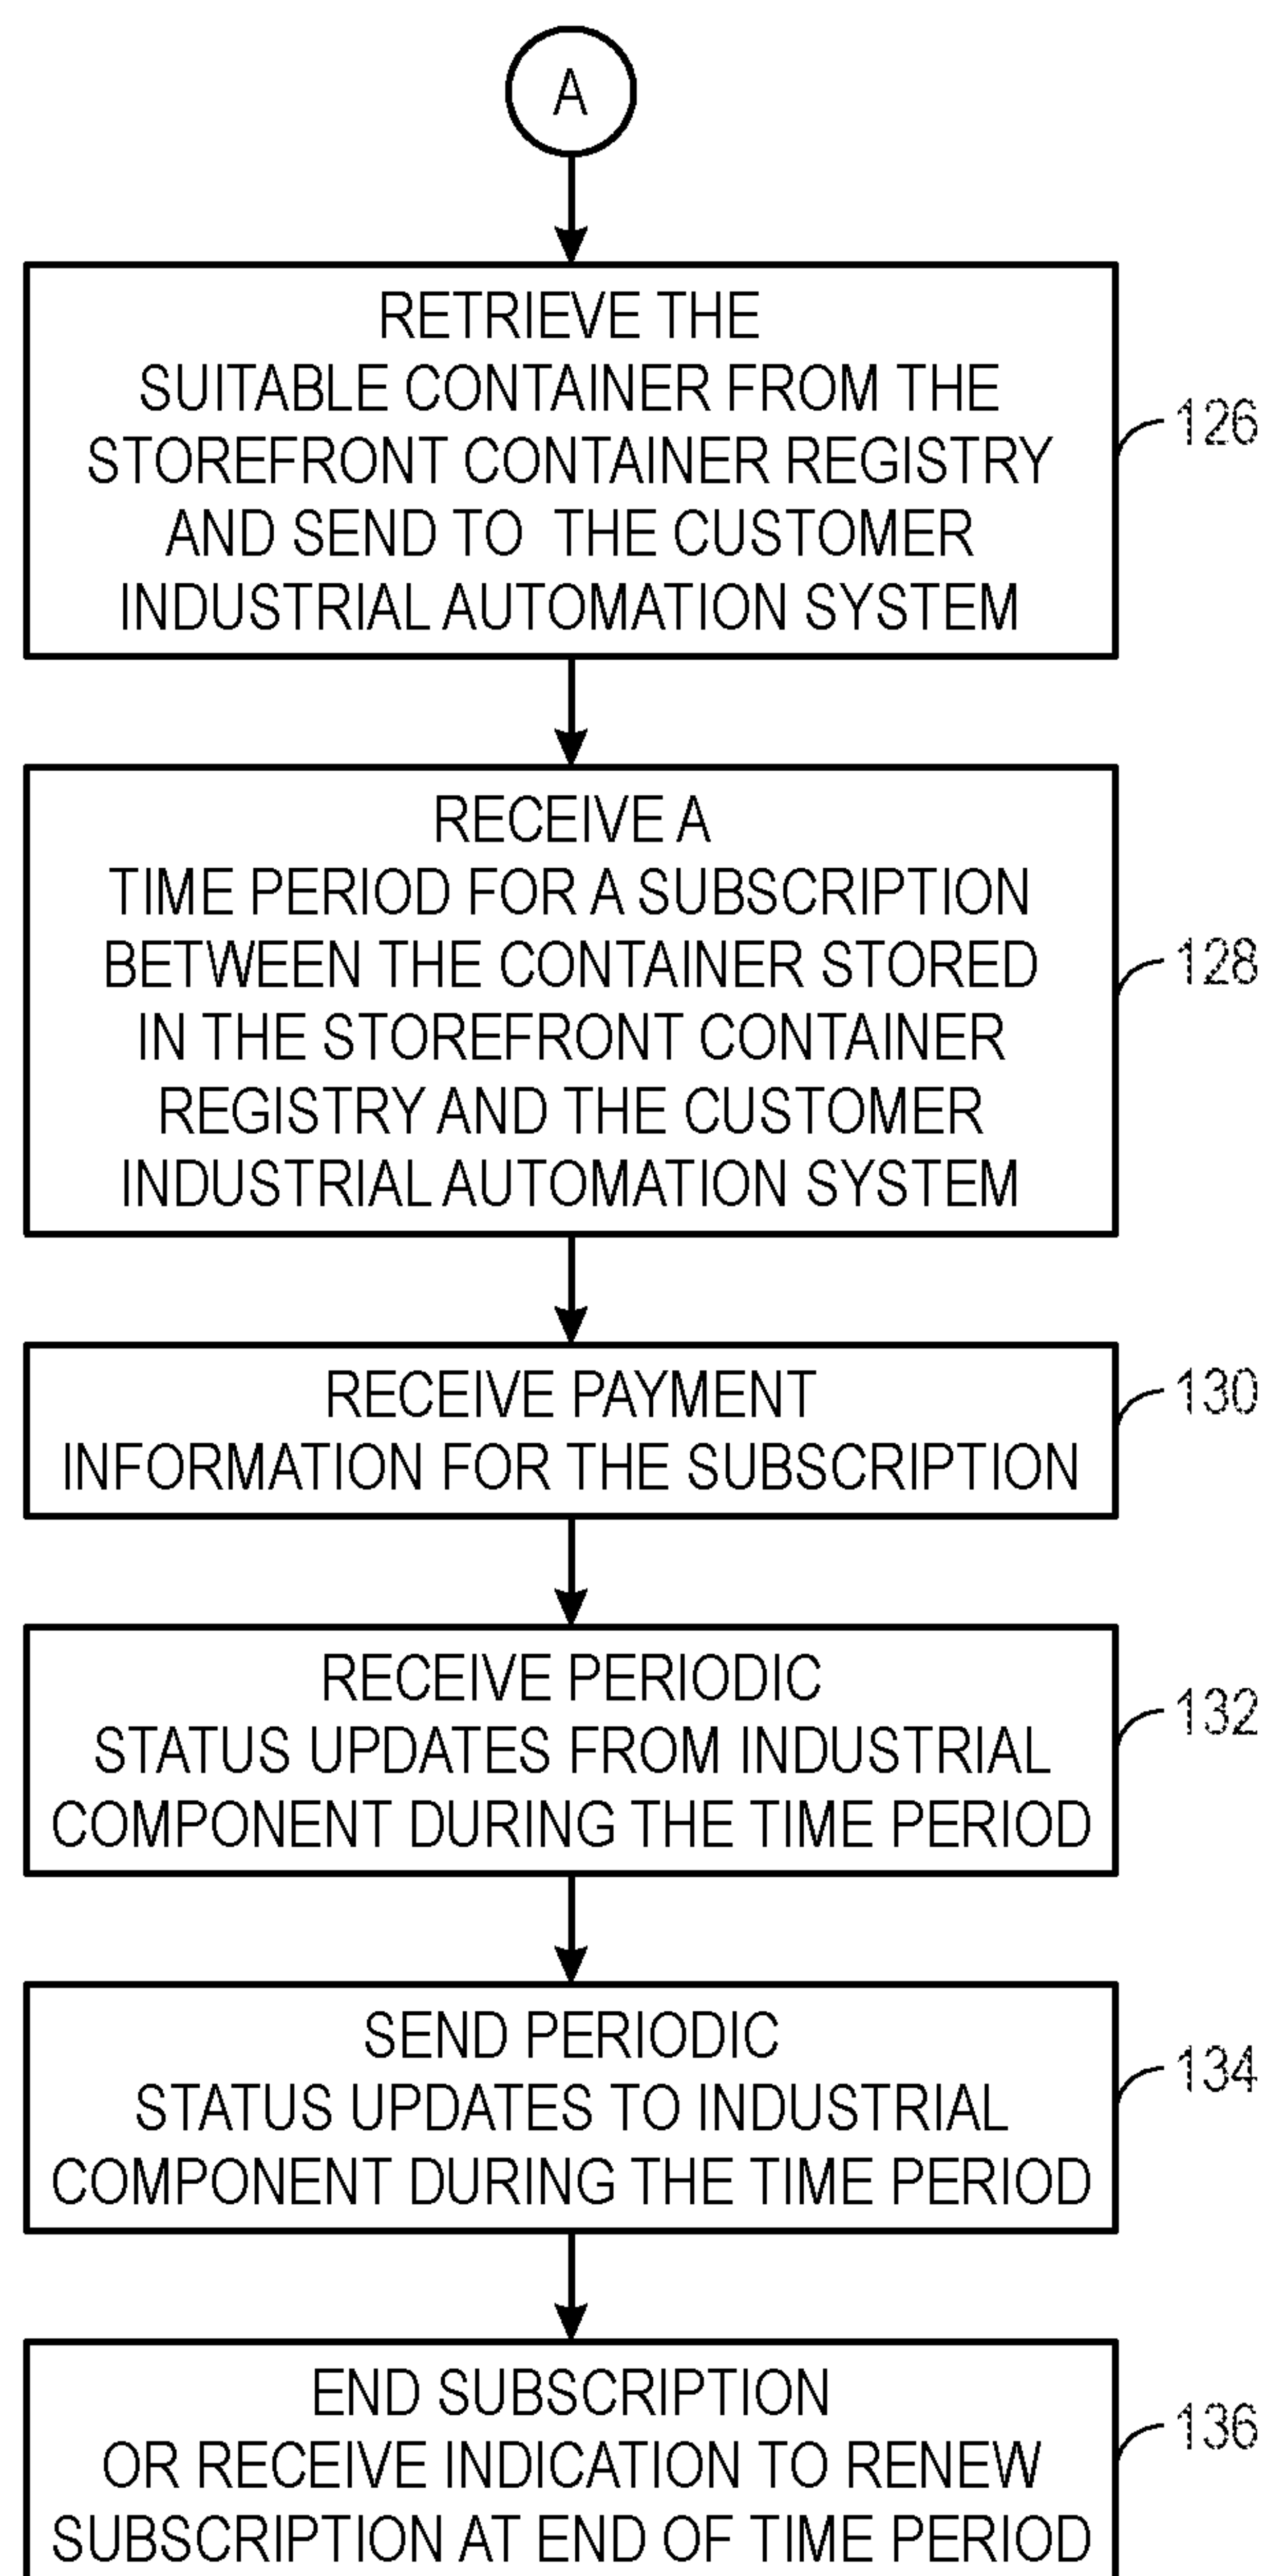 A
RETRIEVE THE
SUITABLE CONTAINER FROM THE
STOREFRONT CONTAINER REGISTRY
AND SEND TO THE CUSTOMER
INDUSTRIAL AUTOMATION SYSTEM
126
RECEIVE A
TIME PERIOD FOR A SUBSCRIPTION
BETWEEN THE CONTAINER STORED
IN THE STOREFRONT CONTAINER
REGISTRY AND THE CUSTOMER
INDUSTRIAL AUTOMATION SYSTEM
128
RECEIVE PAYMENT
INFORMATION FOR THE SUBSCRIPTION
130
RECEIVE PERIODIC
STATUS UPDATES FROM INDUSTRIAL
COMPONENT DURING THE TIME PERIOD
132
SEND PERIODIC
STATUS UPDATES TO INDUSTRIAL
COMPONENT DURING THE TIME PERIOD
134
END SUBSCRIPTION
OR RECEIVE INDICATION TO RENEW
SUBSCRIPTION AT END OF TIME PERIOD
136